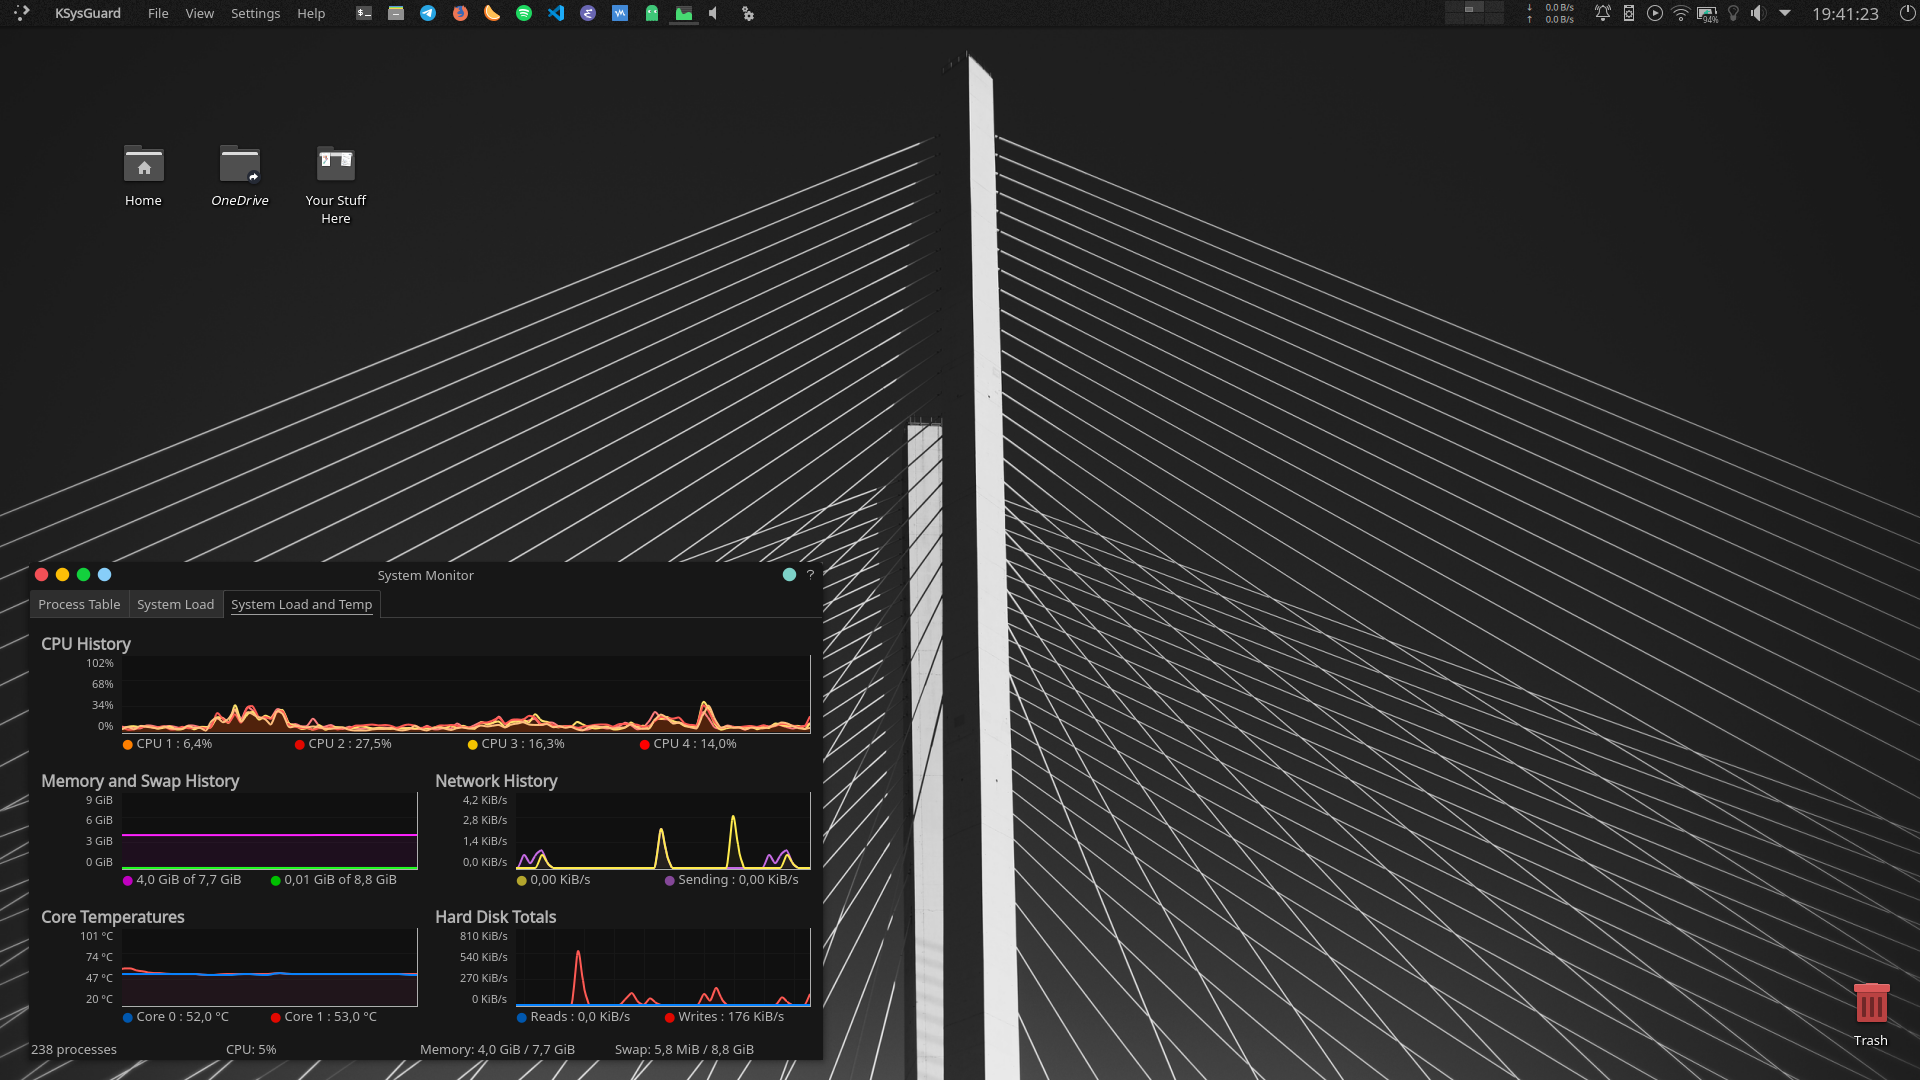 KSysGuard File View Settings Help
0.0 B/s
0.0 B/s
94%
19:41:23
Home
OneDrive
Your Stuff
Here
System Monitor ?
Process Table System Load System Load and Temp
CPU History
102%
68%
34%
0%
CPU 1 : 6,4% CPU 2 : 27,5% CPU 3 : 16,3% CPU 4 : 14,0%
Memory and Swap History
9 GiB
6 GiB
3 GiB
0 GiB
4,0 GiB of 7,7 GiB 0,01 GiB of 8,8 GiB
Network History
4,2 KiB/s
2,8 KiB/s
1,4 KiB/s
0,0 KiB/s
0,00 KiB/s Sending : 0,00 KiB/s
Core Temperatures
101 °C
74 °C
47 °C
20 °C
Core 0 : 52,0 °C Core 1 : 53,0 °C
Hard Disk Totals
810 KiB/s
540 KiB/s
270 KiB/s
0 KiB/s
Reads : 0,0 KiB/s Writes : 176 KiB/s
238 processes CPU: 5% Memory: 4,0 GiB / 7,7 GiB Swap: 5,8 MiB / 8,8 GiB
Trash